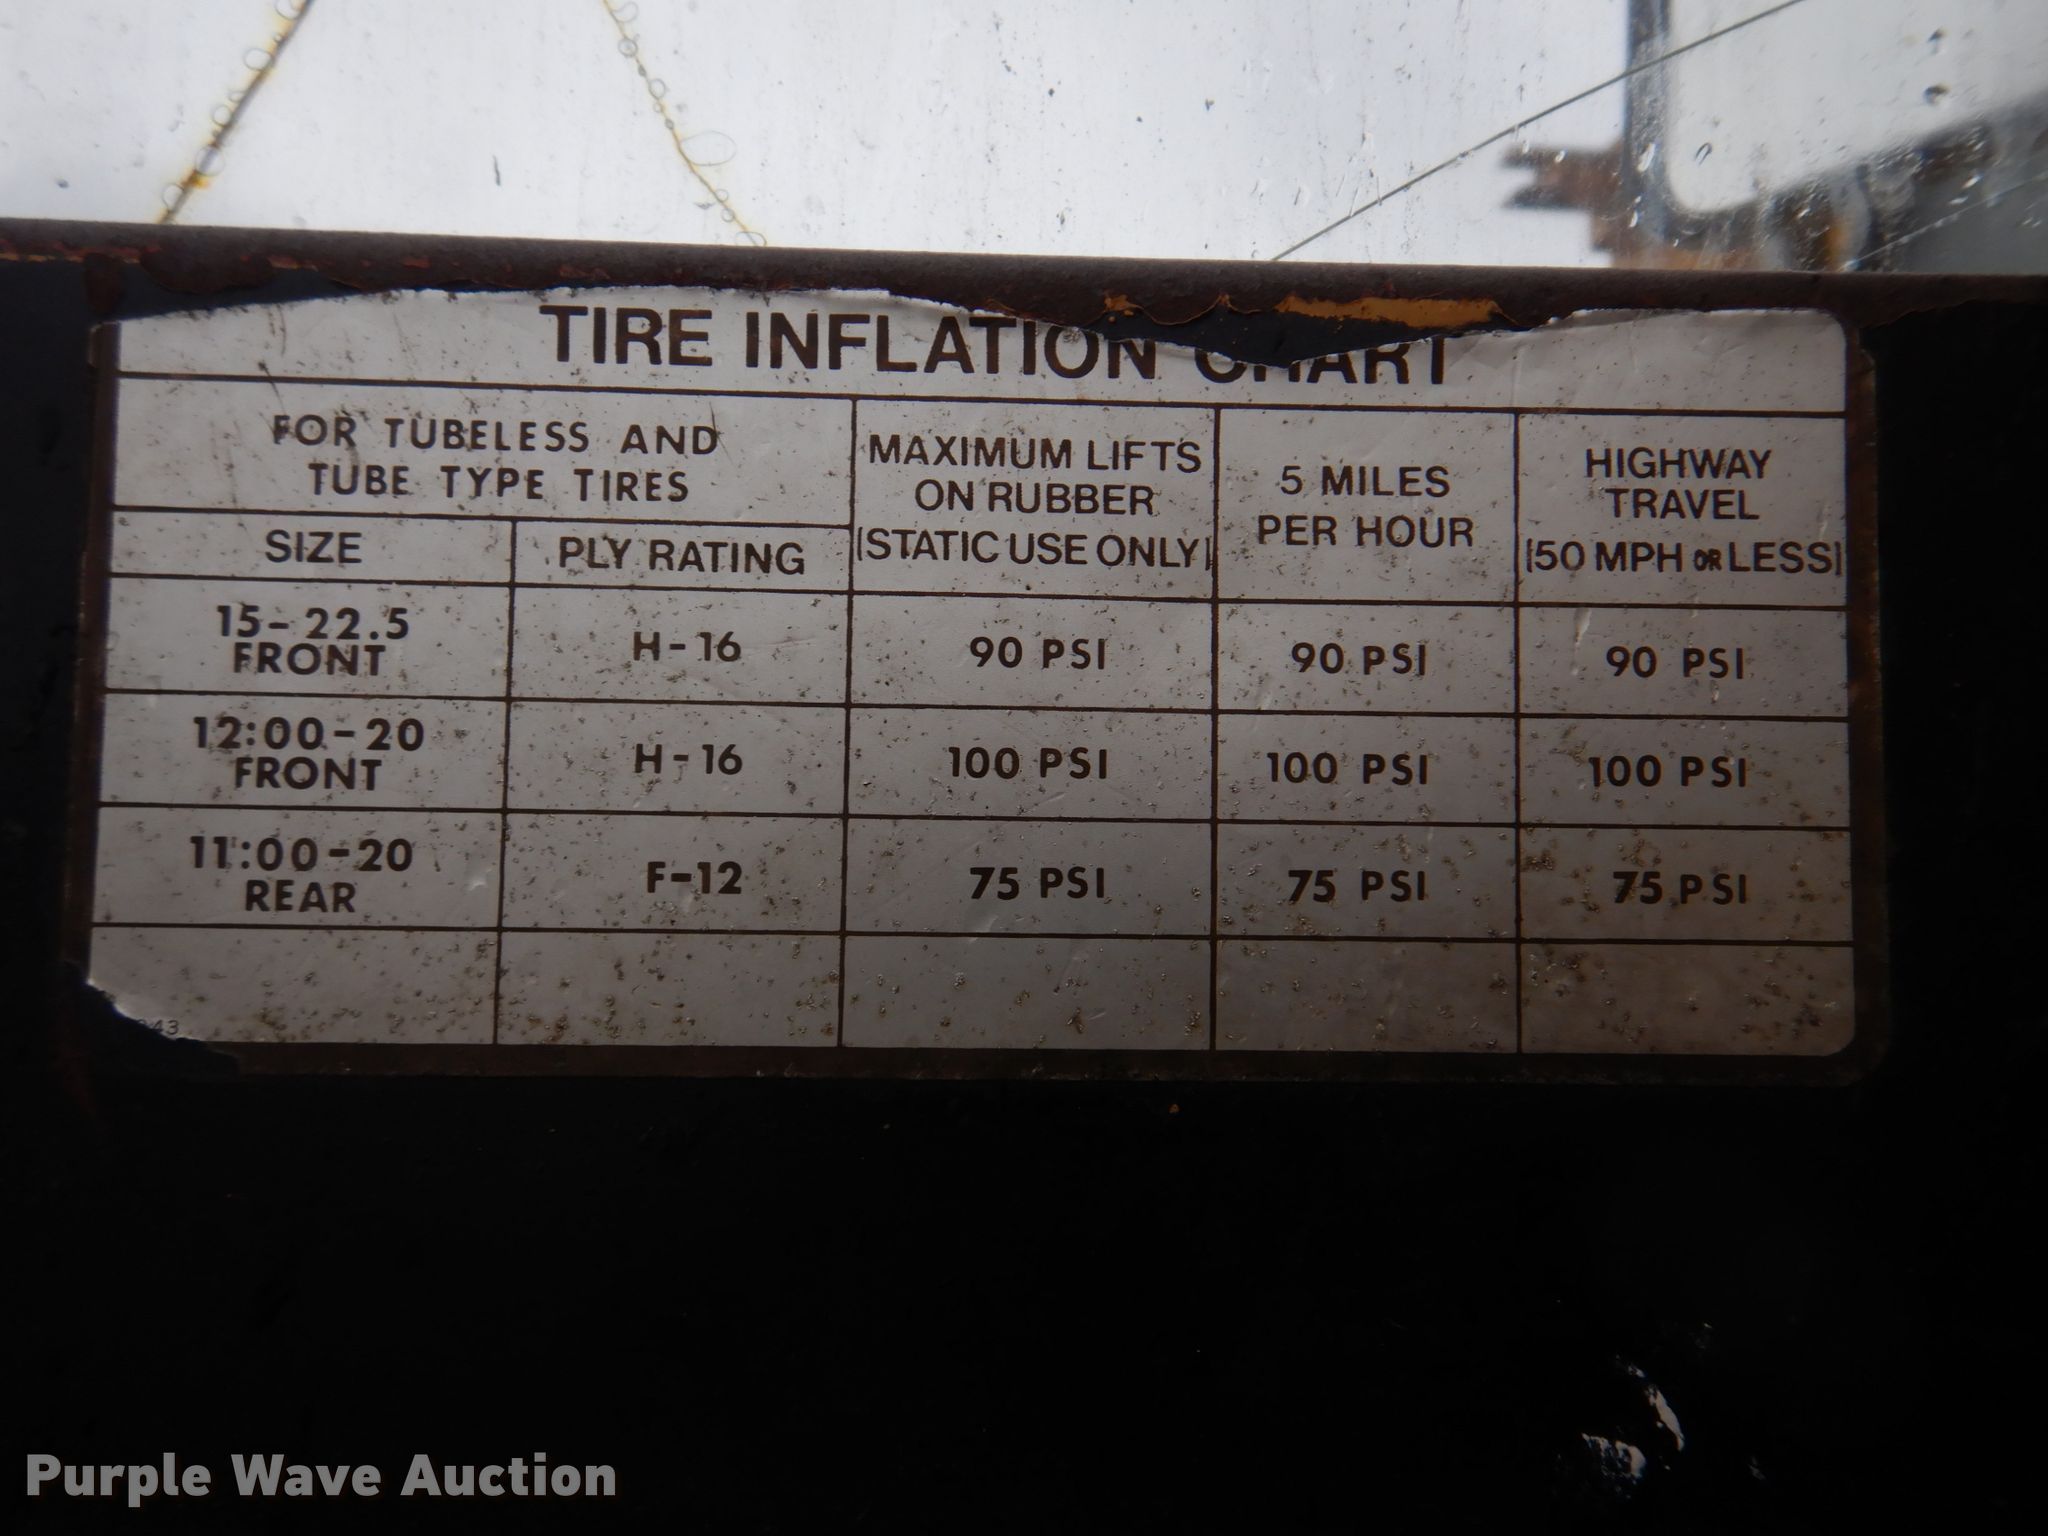 TIRE INFLATION CHART
FOR TUBELESS AND
TUBE TYPE TIRES
MAXIMUM LIFTS
ON RUBBER
(STATIC USE ONLY)
5 MILES
PER HOUR
HIGHWAY
TRAVEL
(50 MPH OR LESS)
SIZE
PLY RATING
15-22.5
FRONT
H-16
90 PSI
90 PSI
90 PSI
12:00-20
FRONT
H-16
100 PSI
100 PSI
100 PSI
11:00-20
REAR
F-12
75 PSI
75 PSI
75 PSI
Purple Wave Auction